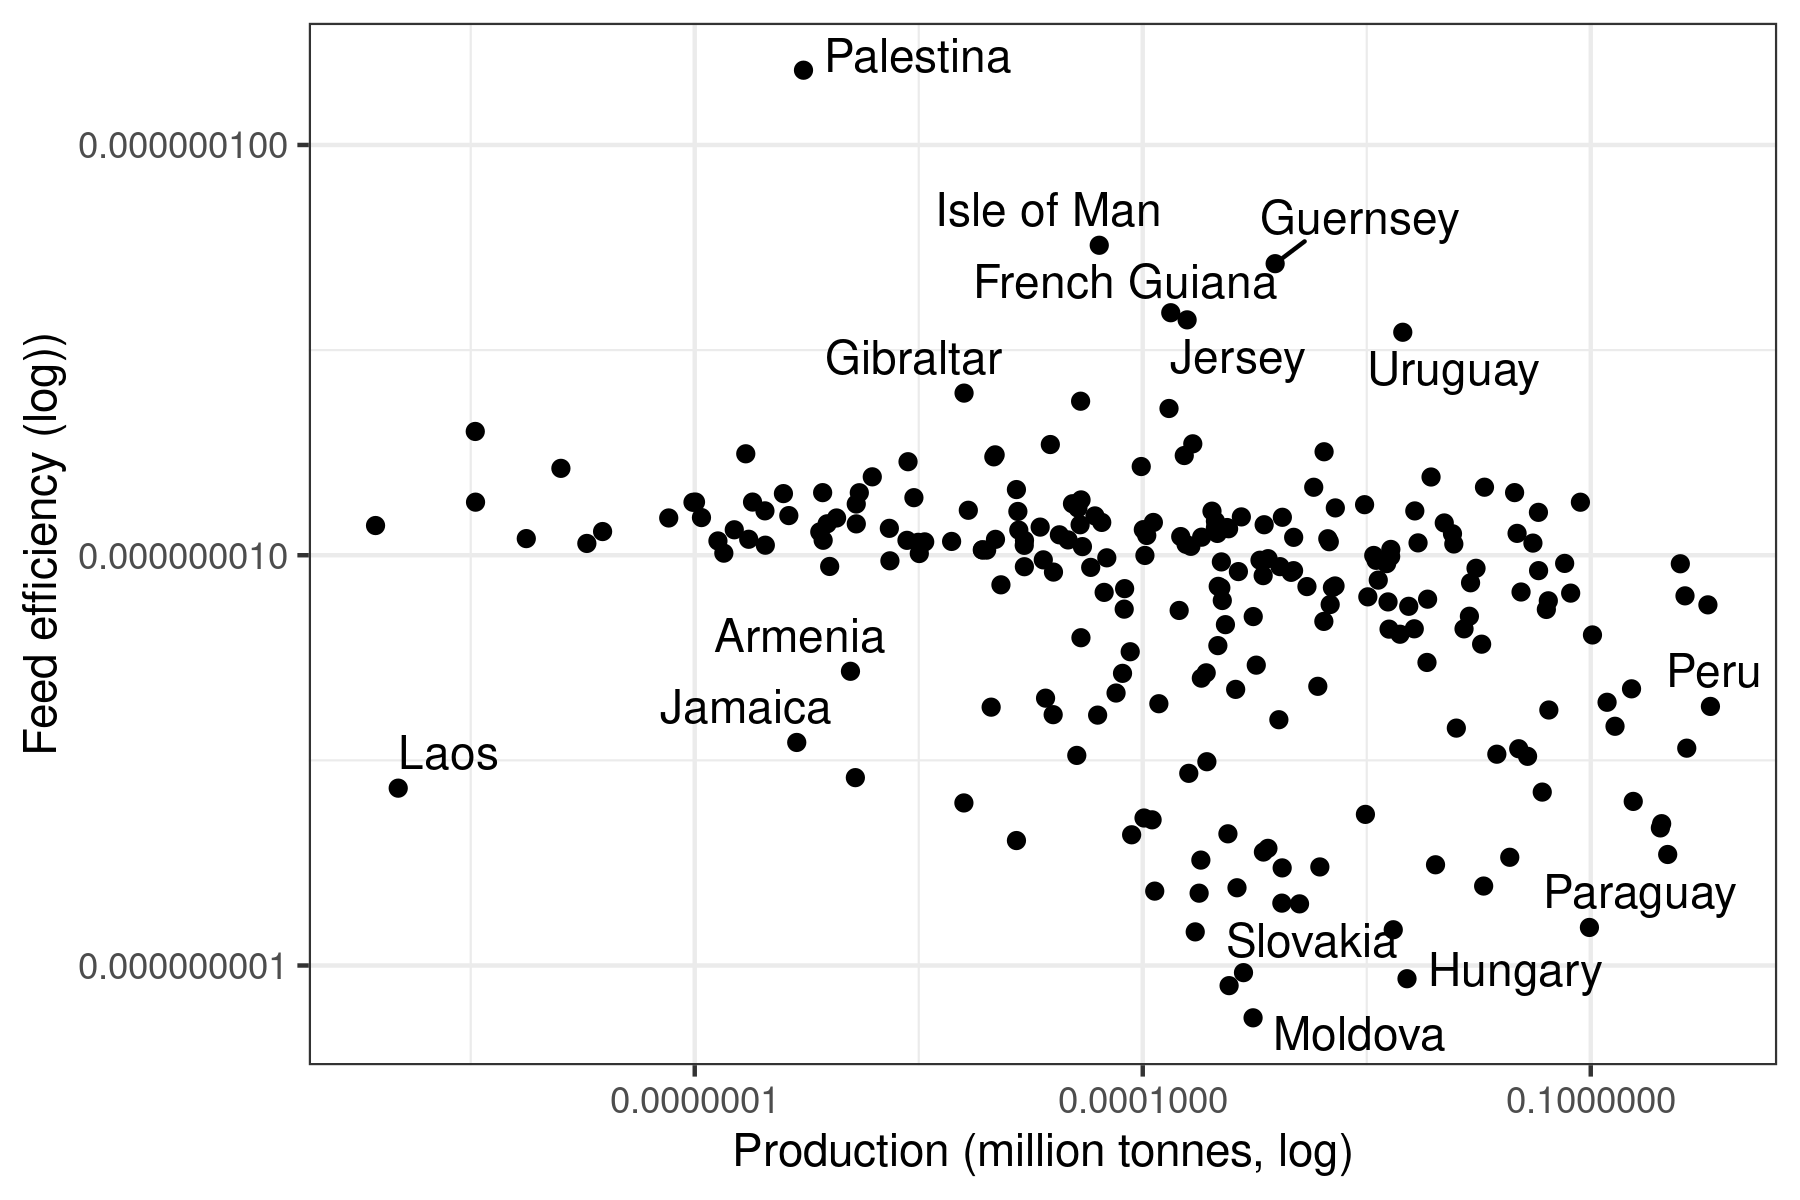 Palestina
0.000000100
Isle of Man
Guernsey
French Guiana
Gibraltar
Jersey
Uruguay
Feed efficiency (log))
0.000000010
Armenia
Peru
Jamaica
Laos
Paraguay
Slovakia
0.000000001
Hungary
Moldova
0.0000001
0.0001000
0.1000000
Production (million tonnes, log)